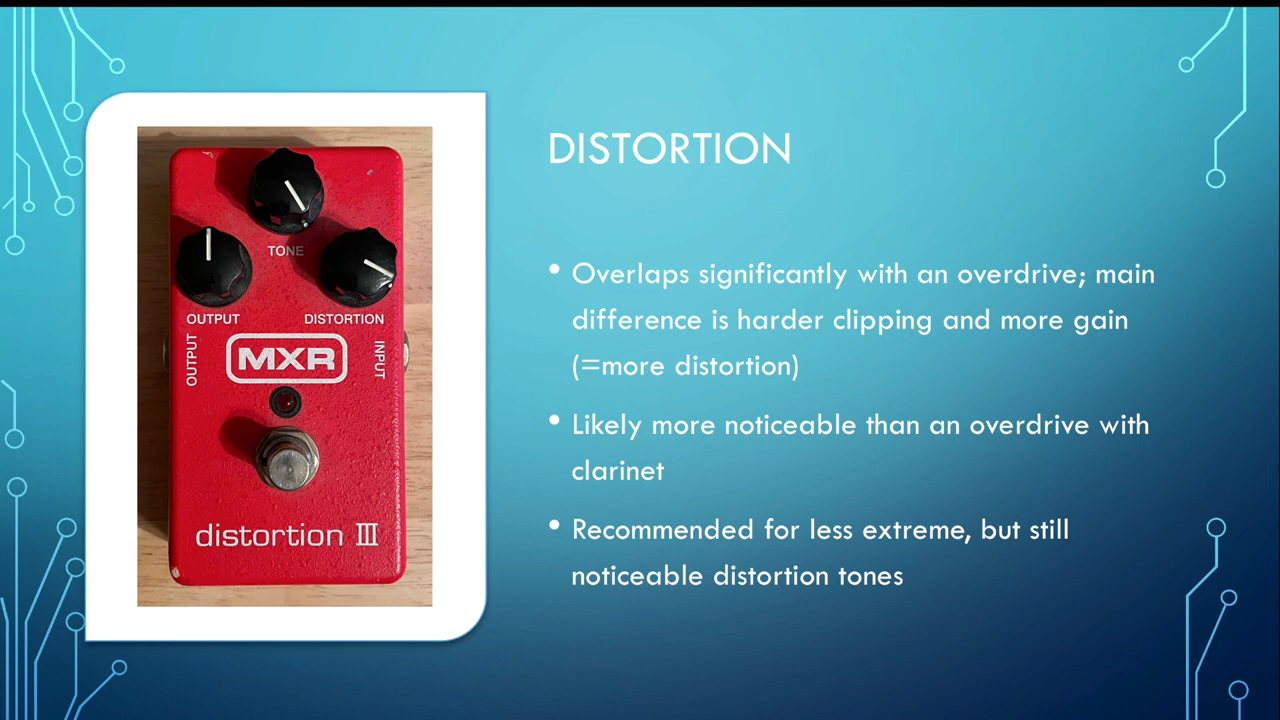 DISTORTION
• Overlaps significantly with an overdrive; main
difference is harder clipping and more gain
(=more distortion)
• Likely more noticeable than an overdrive with
clarinet
• Recommended for less extreme, but still
noticeable distortion tones
TONE
OUTPUT
DISTORTION
OUTPUT
MXR
INPUT
distortion III